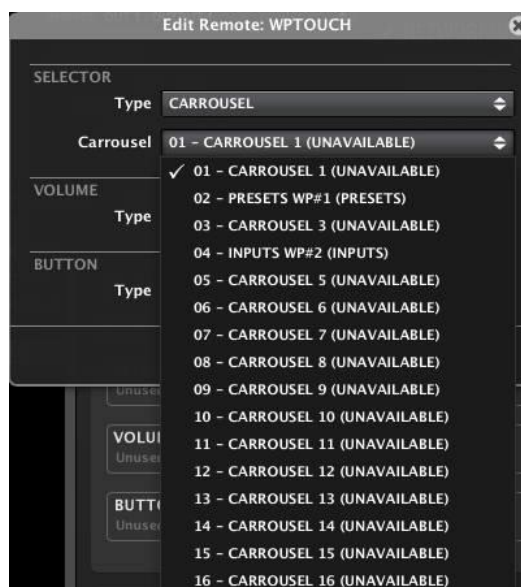 Edit Remote: WPTOUCH
SELECTOR
Type CARROUSEL
Carrousel 01 – CARROUSEL 1 (UNAVAILABLE)
✓ 01 – CARROUSEL 1 (UNAVAILABLE)
VOLUME
02 – PRESETS WP#1 (PRESETS)
Type
03 – CARROUSEL 3 (UNAVAILABLE)
04 – INPUTS WP#2 (INPUTS)
BUTTON
05 – CARROUSEL 5 (UNAVAILABLE)
Type
06 – CARROUSEL 6 (UNAVAILABLE)
07 – CARROUSEL 7 (UNAVAILABLE)
08 – CARROUSEL 8 (UNAVAILABLE)
09 – CARROUSEL 9 (UNAVAILABLE)
10 – CARROUSEL 10 (UNAVAILABLE)
VOLU
11 – CARROUSEL 11 (UNAVAILABLE)
12 – CARROUSEL 12 (UNAVAILABLE)
13 – CARROUSEL 13 (UNAVAILABLE)
BUTT
14 – CARROUSEL 14 (UNAVAILABLE)
15 – CARROUSEL 15 (UNAVAILABLE)
16 – CARROUSEL 16 (UNAVAILABLE)